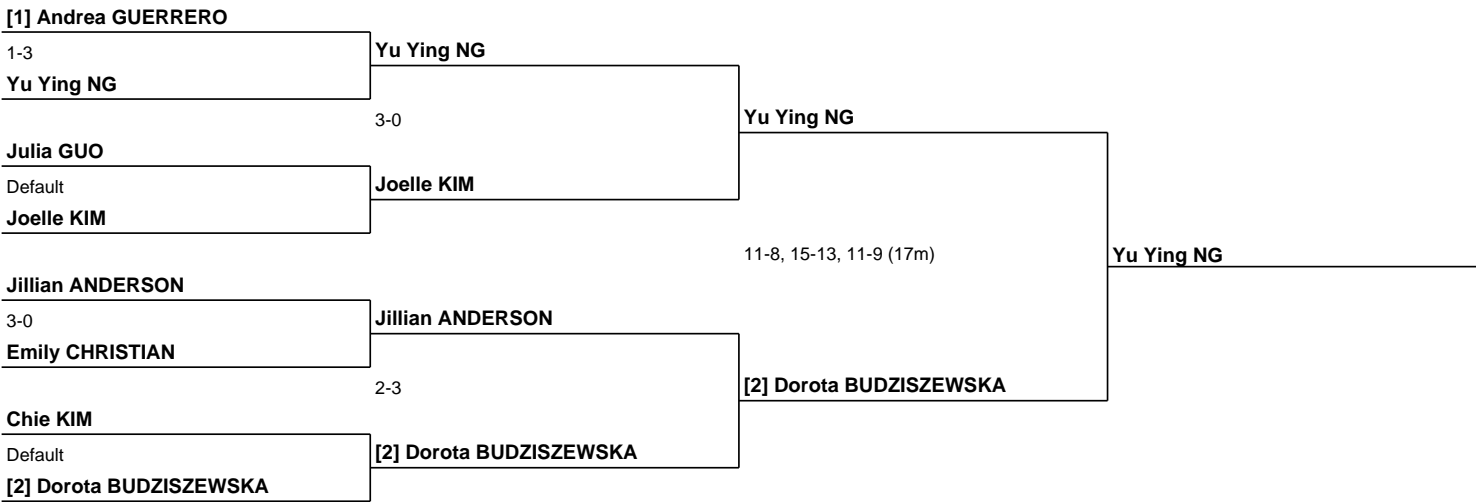 [1] Andrea GUERRERO
1-3
Yu Ying NG
Yu Ying NG
3-0
Yu Ying NG
Julia GUO
Default
Joelle KIM
Joelle KIM
11-8, 15-13, 11-9 (17m)
Yu Ying NG
Jillian ANDERSON
3-0
Jillian ANDERSON
Emily CHRISTIAN
2-3
[2] Dorota BUDZISZEWSKA
Chie KIM
Default
[2] Dorota BUDZISZEWSKA
[2] Dorota BUDZISZEWSKA